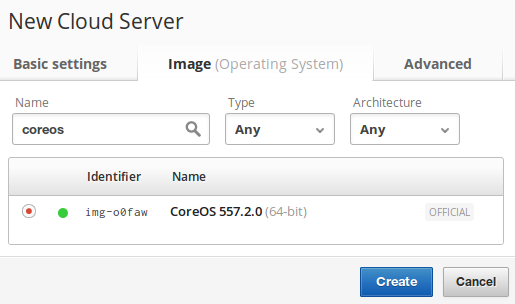 New Cloud Server
Basic settings Image (Operating System) Advanced
Name Type Architecture
coreos Any Any
Identifier Name
img-o0faw CoreOS 557.2.0 (64-bit) OFFICIAL
Create Cancel